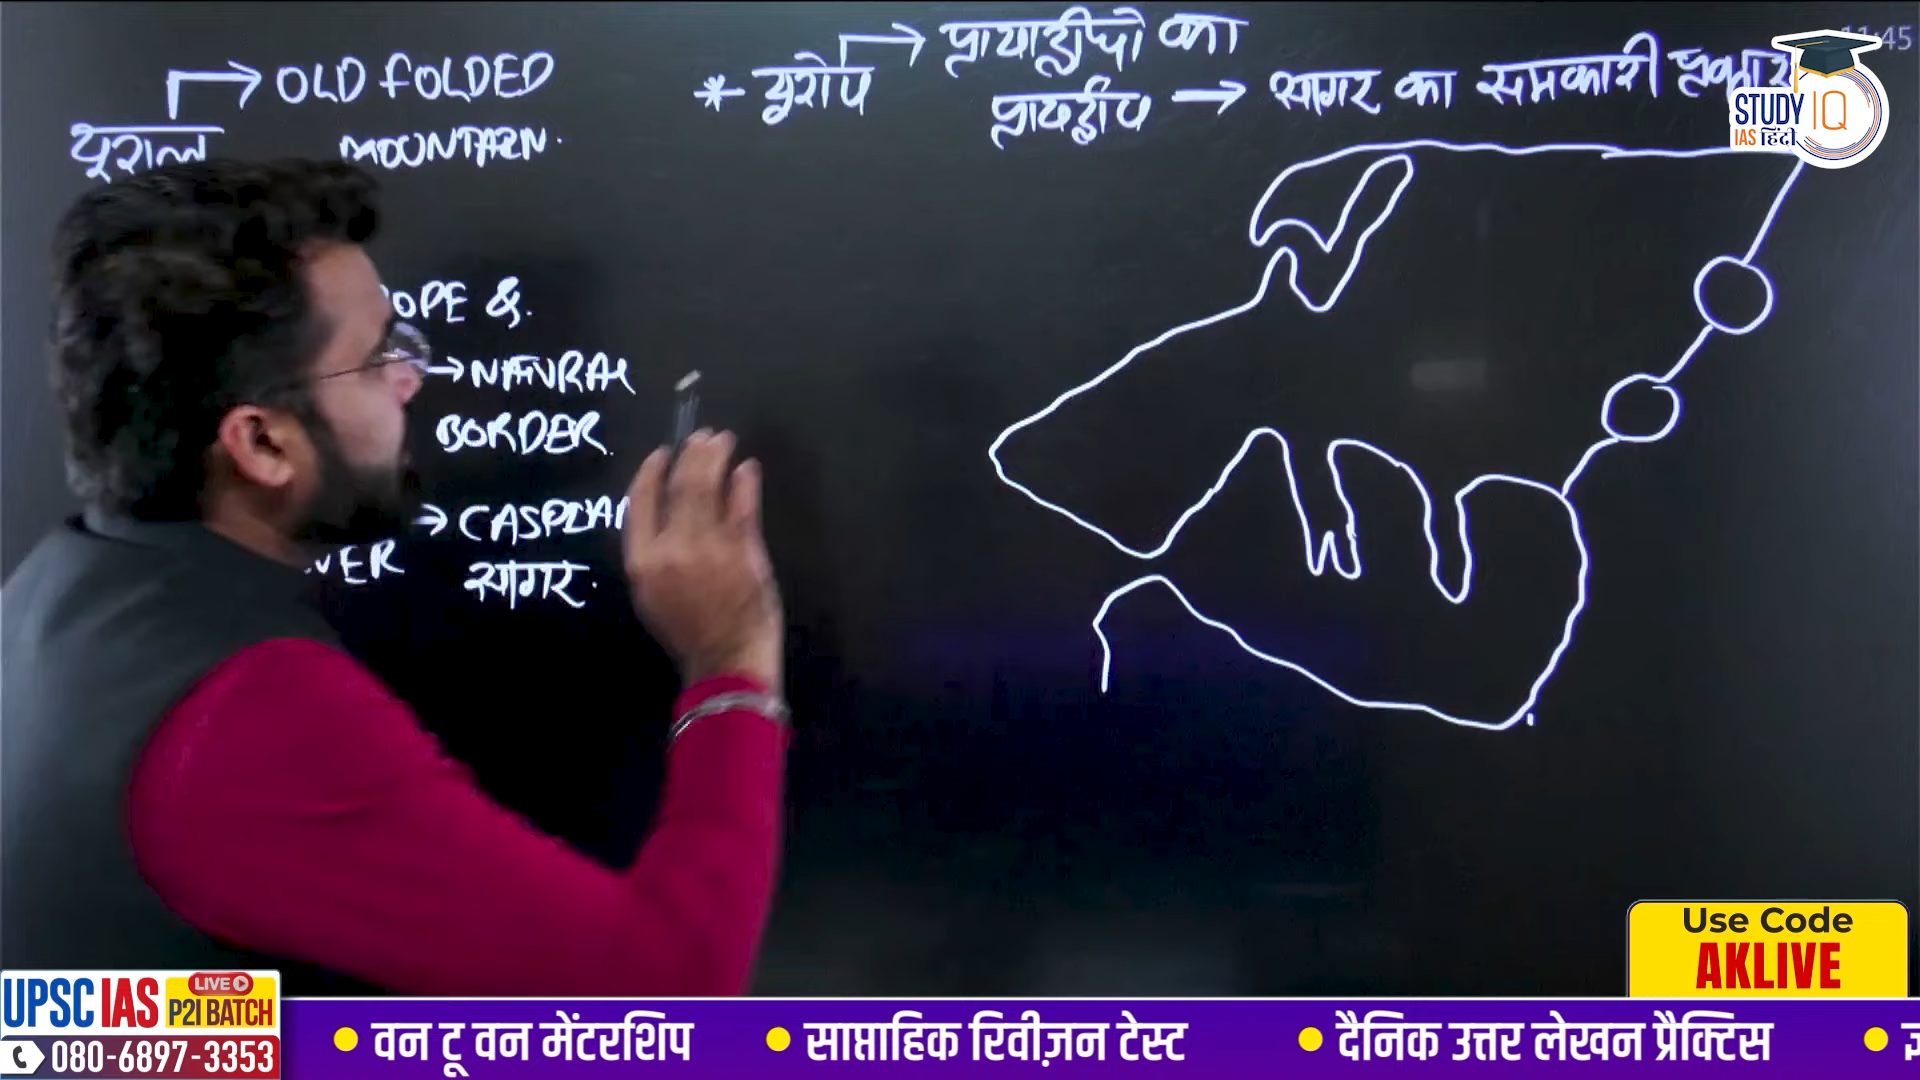 OLD FOLDED
यूराल MOUNTAIN.
OPE &.
→ NATURAL
BORDER.
VER → CASPIAN
सागर.
* यूरोप → प्रायद्वीपों का
प्रायद्वीप → सागर का समकारी प्रभाव
:45
STUDY IQ
IAS हिंदी
Use Code
AKLIVE
UPSC IAS LIVE
P2I BATCH
080-6897-3353
• वन टू वन मेंटरशिप • साप्ताहिक रिवीज़न टेस्ट • दैनिक उत्तर लेखन प्रैक्टिस •